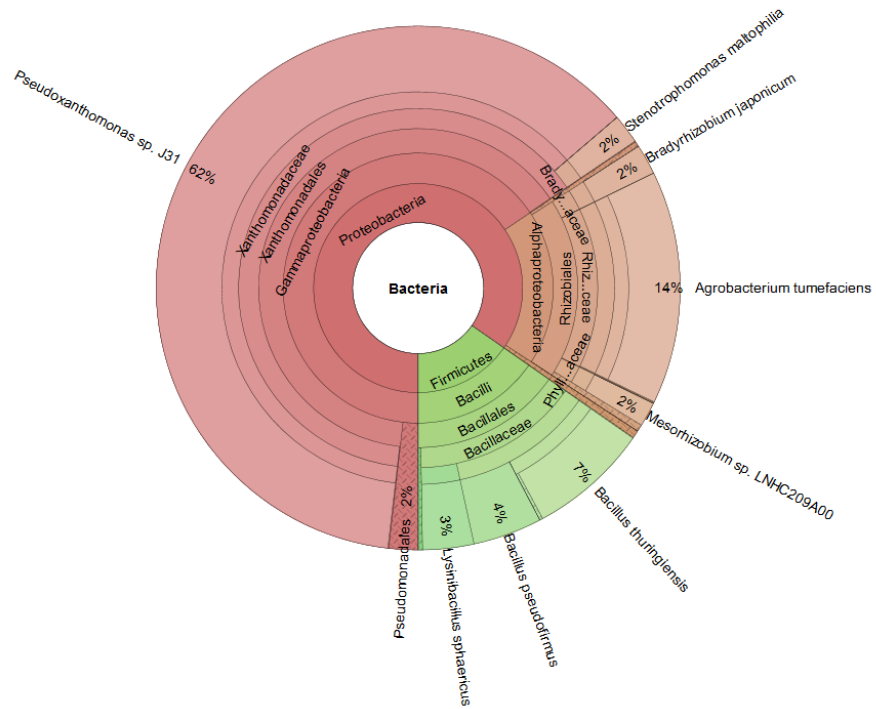 Pseudoxanthomonas sp. J31
62%
Xanthomonadaceae
Xanthomonadales
Gammaproteobacteria
Proteobacteria
Bacteria
Stenotrophomonas maltophilia
2%
Bradyrhizobium japonicum
2%
Brady...aceae
Alphaproteobacteria
Rhizobiales
Rhiz...ceae
14%
Agrobacterium tumefaciens
Phyll...aceae
2%
Mesorhizobium sp. LNHC209A00
Firmicutes
Bacilli
Bacillales
Bacillaceae
7%
Bacillus thuringiensis
4%
Bacillus pseudofirmus
3%
Lysinibacillus sphaericus
2%
Pseudomonadales